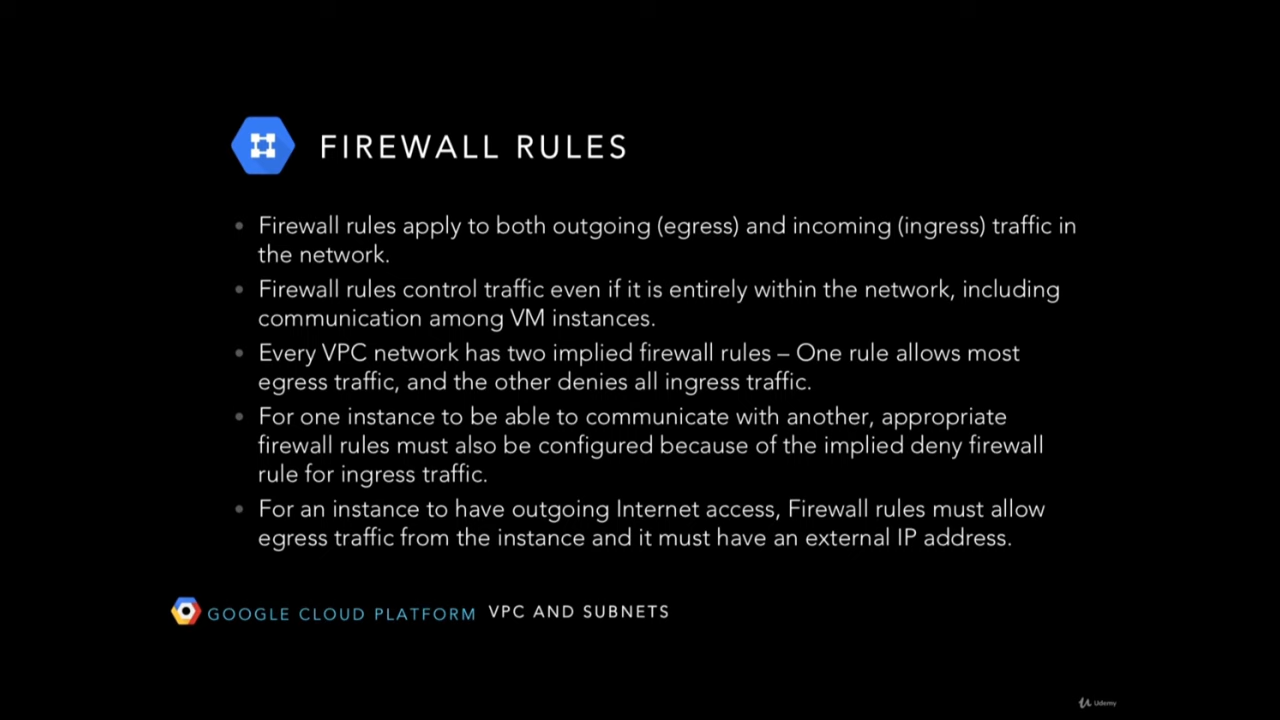 FIREWALL RULES
Firewall rules apply to both outgoing (egress) and incoming (ingress) traffic in
the network.
Firewall rules control traffic even if it is entirely within the network, including
communication among VM instances.
Every VPC network has two implied firewall rules – One rule allows most
egress traffic, and the other denies all ingress traffic.
For one instance to be able to communicate with another, appropriate
firewall rules must also be configured because of the implied deny firewall
rule for ingress traffic.
For an instance to have outgoing Internet access, Firewall rules must allow
egress traffic from the instance and it must have an external IP address.
GOOGLE CLOUD PLATFORM VPC AND SUBNETS
Udemy